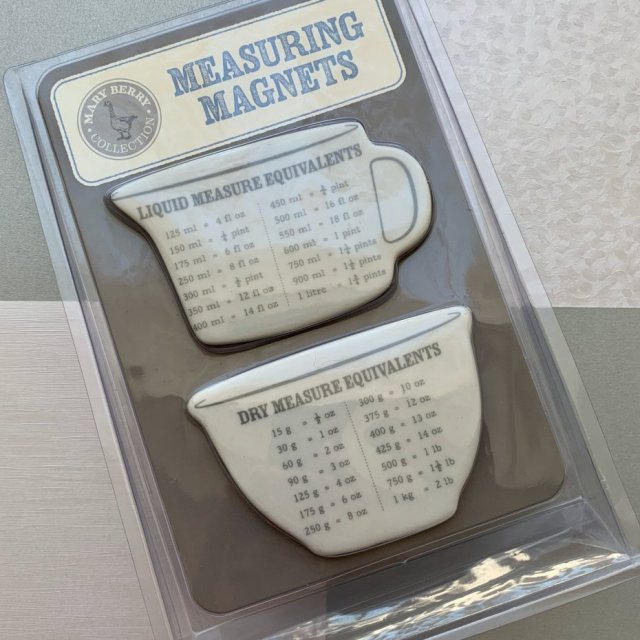 MARY BERRY
COLLECTION
MEASURING
MAGNETS
LIQUID MEASURE EQUIVALENTS
125 ml = 4 fl oz
150 ml = ¼ pint
175 ml = 6 fl oz
250 ml = 8 fl oz
300 ml = ½ pint
350 ml = 12 fl oz
400 ml = 14 fl oz
450 ml = ¾ pint
500 ml = 16 fl oz
550 ml = 18 fl oz
600 ml = 1 pint
750 ml = 1¼ pints
900 ml = 1½ pints
1 litre = 1¾ pints
DRY MEASURE EQUIVALENTS
15 g = ½ oz
30 g = 1 oz
60 g = 2 oz
90 g = 3 oz
125 g = 4 oz
175 g = 6 oz
250 g = 8 oz
300 g = 10 oz
375 g = 12 oz
400 g = 13 oz
425 g = 14 oz
500 g = 1 lb
750 g = 1½ lb
1 kg = 2 lb